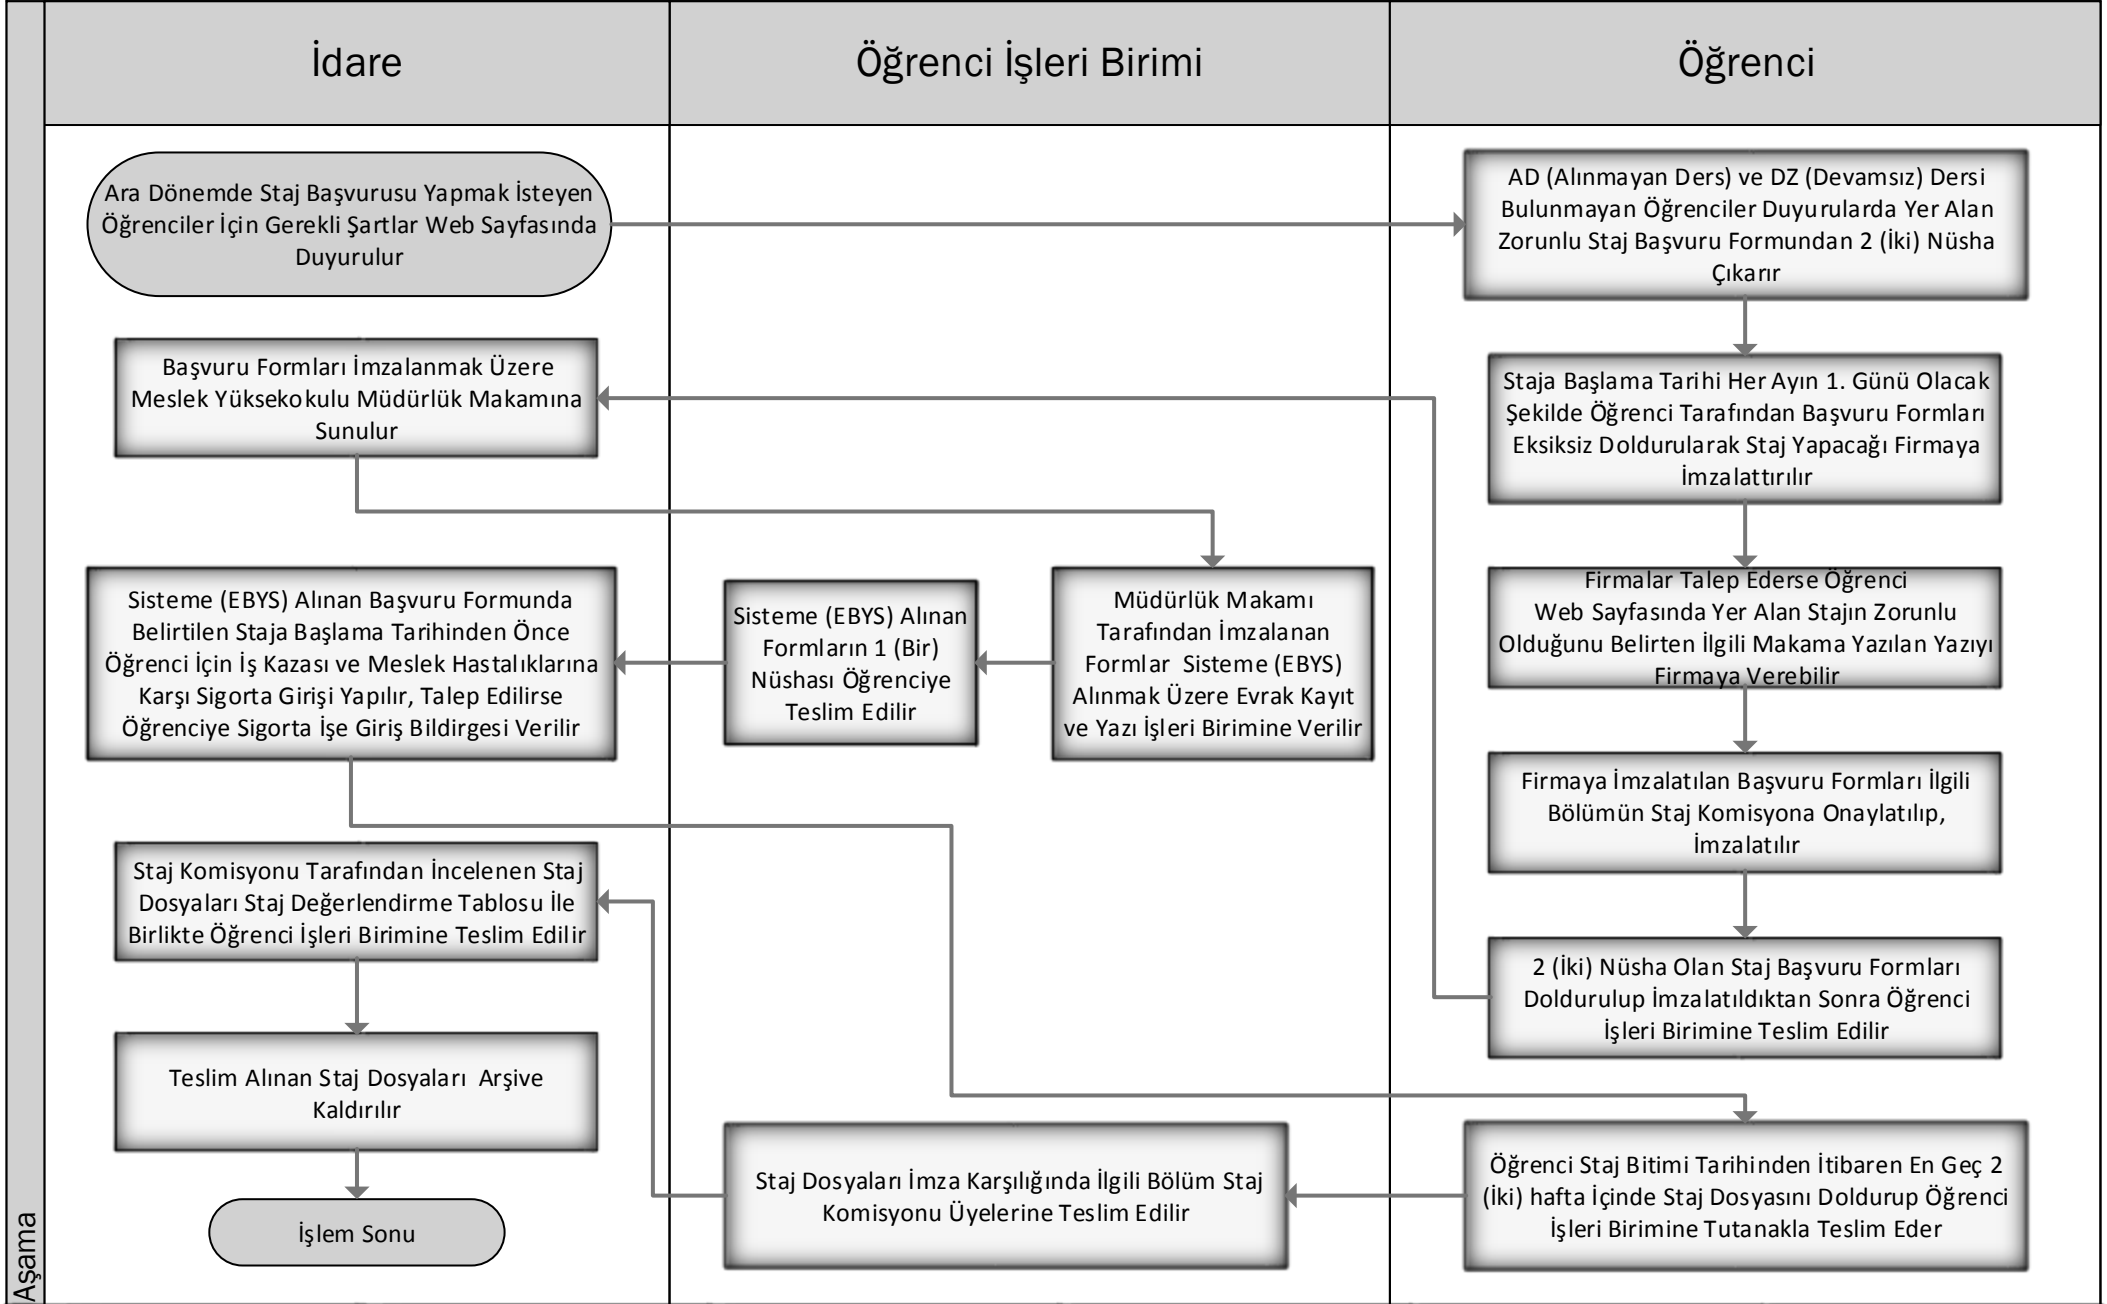 İdare
Öğrenci İşleri Birimi
Öğrenci
Aşama
Ara Dönemde Staj Başvurusu Yapmak İsteyen
Öğrenciler İçin Gerekli Şartlar Web Sayfasında
Duyurulur
AD (Alınmayan Ders) ve DZ (Devamsız) Dersi
Bulunmayan Öğrenciler Duyurularda Yer Alan
Zorunlu Staj Başvuru Formundan 2 (İki) Nüsha
Çıkarır
Staja Başlama Tarihi Her Ayın 1. Günü Olacak
Şekilde Öğrenci Tarafından Başvuru Formları
Eksiksiz Doldurularak Staj Yapacağı Firmaya
İmzalattırılır
Firmalar Talep Ederse Öğrenci
Web Sayfasında Yer Alan Stajın Zorunlu
Olduğunu Belirten İlgili Makama Yazılan Yazıyı
Firmaya Verebilir
Firmaya İmzalatılan Başvuru Formları İlgili
Bölümün Staj Komisyona Onaylatılıp,
İmzalatılır
2 (İki) Nüsha Olan Staj Başvuru Formları
Doldurulup İmzalatıldıktan Sonra Öğrenci
İşleri Birimine Teslim Edilir
Başvuru Formları İmzalanmak Üzere
Meslek Yüksekokulu Müdürlük Makamına
Sunulur
Müdürlük Makamı
Tarafından İmzalanan
Formlar Sisteme (EBYS)
Alınmak Üzere Evrak Kayıt
ve Yazı İşleri Birimine Verilir
Sisteme (EBYS) Alınan
Formların 1 (Bir)
Nüshası Öğrenciye
Teslim Edilir
Sisteme (EBYS) Alınan Başvuru Formunda
Belirtilen Staja Başlama Tarihinden Önce
Öğrenci İçin İş Kazası ve Meslek Hastalıklarına
Karşı Sigorta Girişi Yapılır, Talep Edilirse
Öğrenciye Sigorta İşe Giriş Bildirgesi Verilir
Öğrenci Staj Bitimi Tarihinden İtibaren En Geç 2
(İki) hafta İçinde Staj Dosyasını Doldurup Öğrenci
İşleri Birimine Tutanakla Teslim Eder
Staj Dosyaları İmza Karşılığında İlgili Bölüm Staj
Komisyonu Üyelerine Teslim Edilir
Staj Komisyonu Tarafından İncelenen Staj
Dosyaları Staj Değerlendirme Tablosu İle
Birlikte Öğrenci İşleri Birimine Teslim Edilir
Teslim Alınan Staj Dosyaları Arşive
Kaldırılır
İşlem Sonu